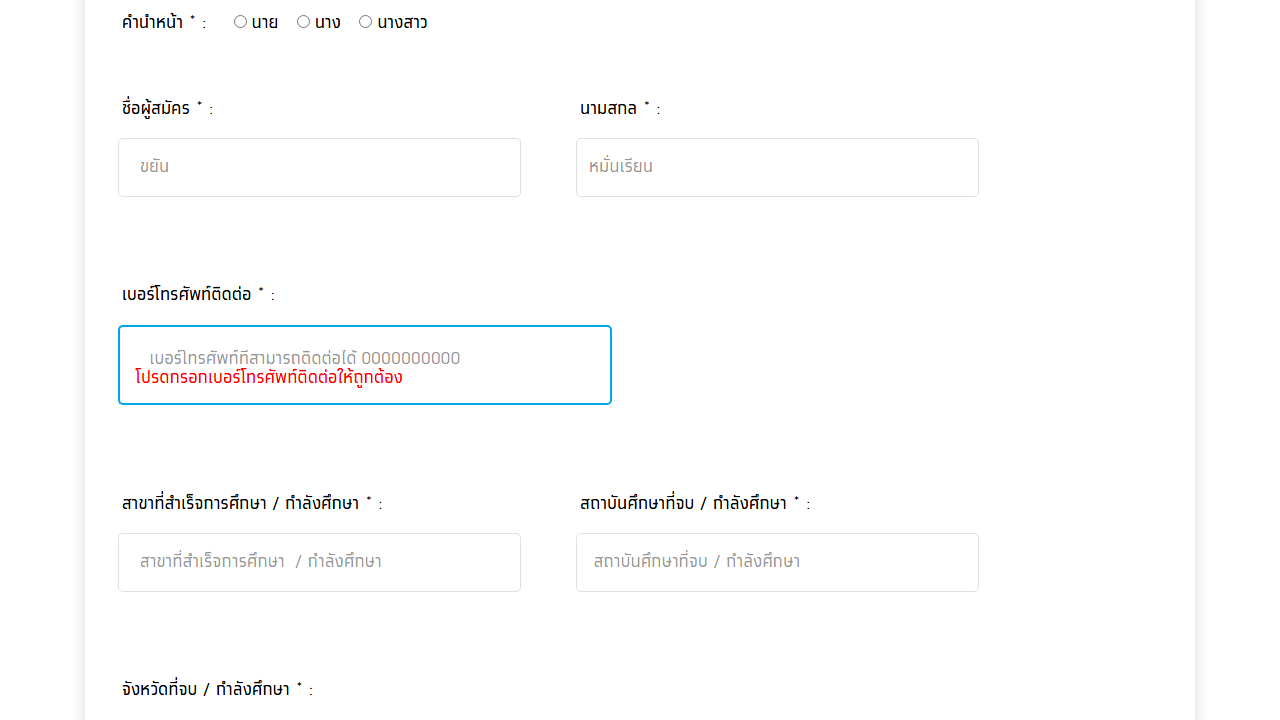 คำนำหน้า * : นาย นาง นางสาว
ชื่อผู้สมัคร * : นามสกล * :
ขยัน หมั่นเรียน
เบอร์โทรศัพท์ติดต่อ * :
เบอร์โทรศัพท์ที่สามารถติดต่อได้ 0000000000
โปรดกรอกเบอร์โทรศัพท์ติดต่อให้ถูกต้อง
สาขาที่สำเร็จการศึกษา / กำลังศึกษา * : สถาบันศึกษาที่จบ / กำลังศึกษา * :
สาขาที่สำเร็จการศึกษา / กำลังศึกษา สถาบันศึกษาที่จบ / กำลังศึกษา
จังหวัดที่จบ / กำลังศึกษา * :